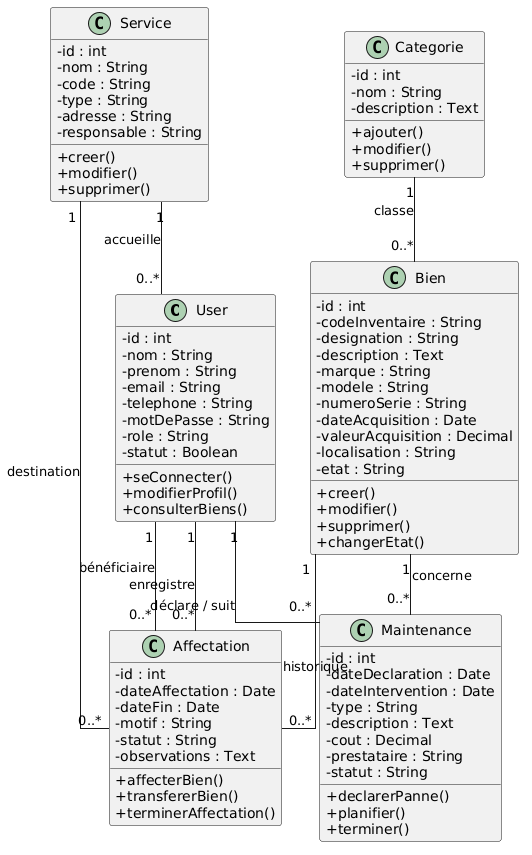 C Service
-id : int
-nom : String
-code : String
-type : String
-adresse : String
-responsable : String
+creer()
+modifier()
+supprimer()
C Categorie
-id : int
-nom : String
-description : Text
+ajouter()
+modifier()
+supprimer()
1
1
accueille
0..*
1
classe
0..*
C User
-id : int
-nom : String
-prenom : String
-email : String
-telephone : String
-motDePasse : String
-role : String
-statut : Boolean
+seConnecter()
+modifierProfil()
+consulterBiens()
C Bien
-id : int
-codeInventaire : String
-designation : String
-description : Text
-marque : String
-modele : String
-numeroSerie : String
-dateAcquisition : Date
-valeurAcquisition : Decimal
-localisation : String
-etat : String
+creer()
+modifier()
+supprimer()
+changerEtat()
destination
1
bénéficiaire
0..*
1
enregistre
0..*
1
déclare / suit
0..*
1
historique
0..*
1
concerne
0..*
0..*
C Affectation
-id : int
-dateAffectation : Date
-dateFin : Date
-motif : String
-statut : String
-observations : Text
+affecterBien()
+transfererBien()
+terminerAffectation()
C Maintenance
-id : int
-dateDeclaration : Date
-dateIntervention : Date
-type : String
-description : Text
-cout : Decimal
-prestataire : String
-statut : String
+declarerPanne()
+planifier()
+terminer()